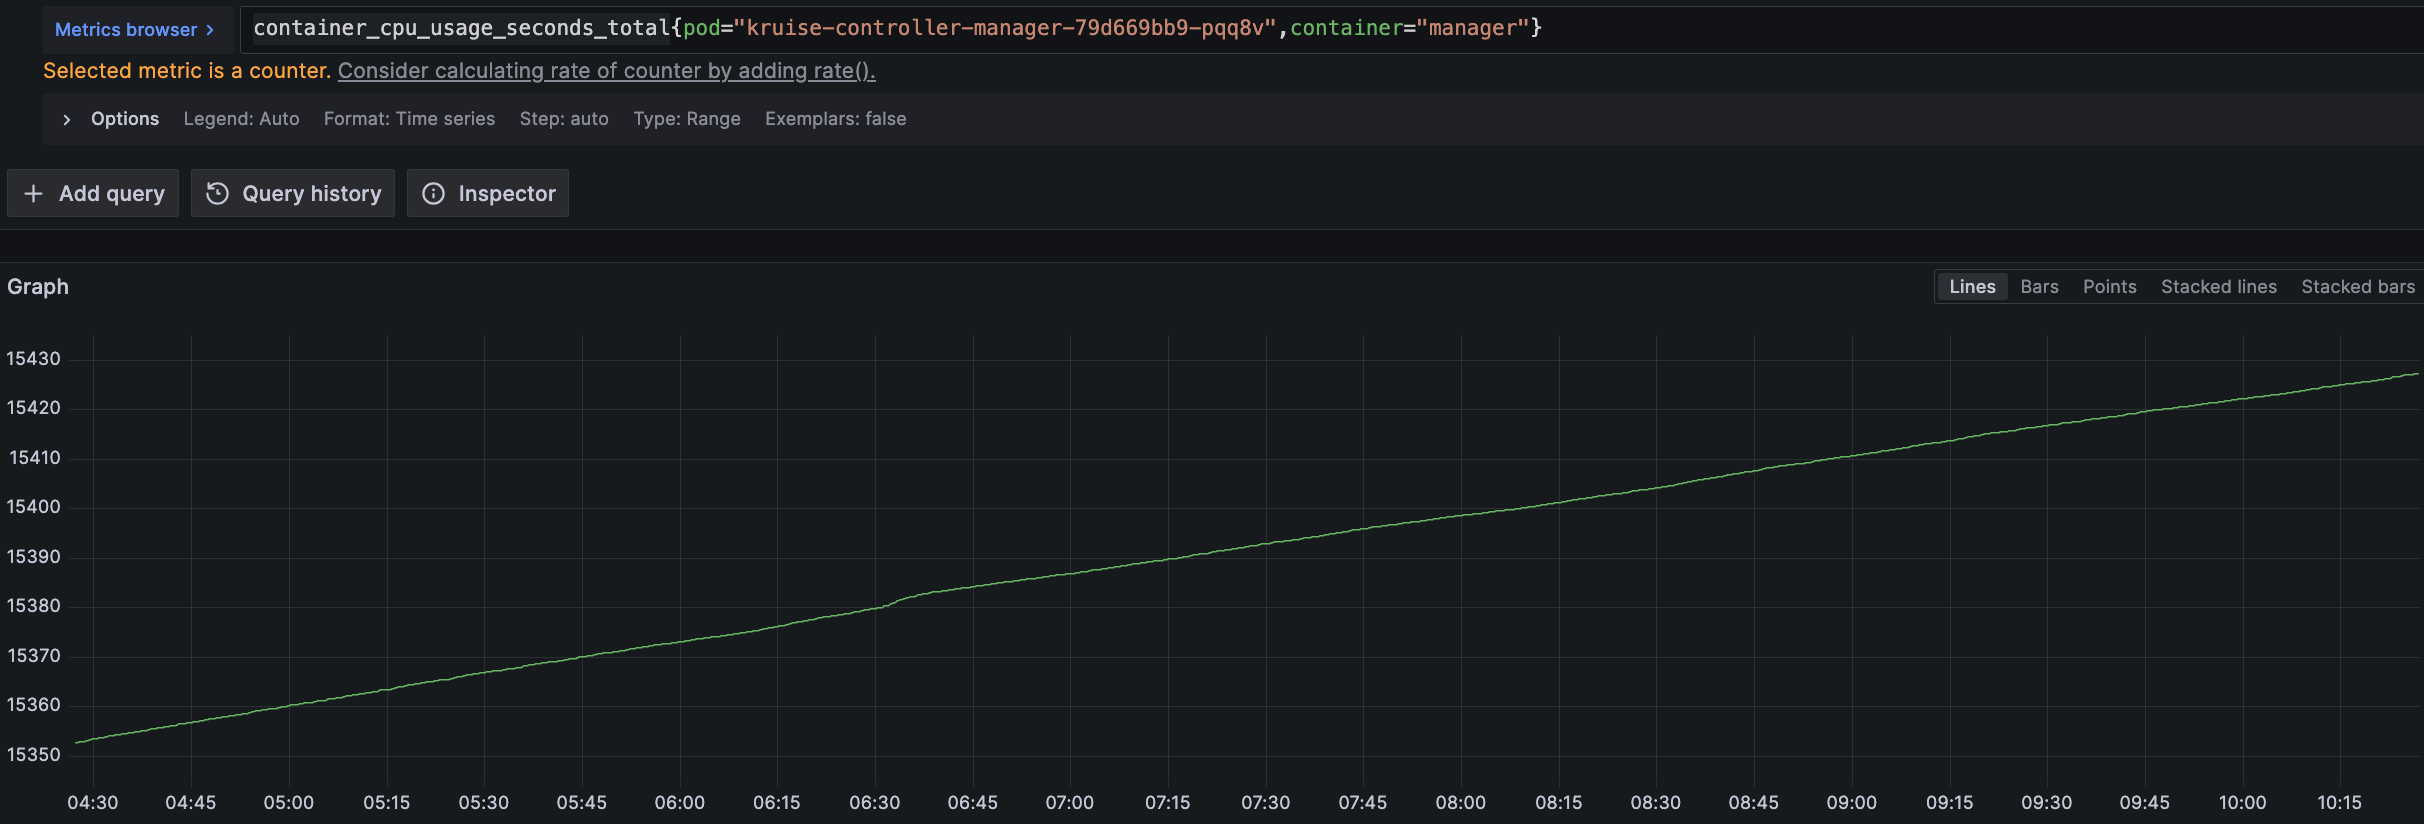 Metrics browser > container_cpu_usage_seconds_total{pod="kruise-controller-manager-79d669bb9-pqq8v",container="manager"}
Selected metric is a counter. Consider calculating rate of counter by adding rate().
> Options Legend: Auto Format: Time series Step: auto Type: Range Exemplars: false
+ Add query Query history Inspector
Graph Lines Bars Points Stacked lines Stacked bars
15430
15420
15410
15400
15390
15380
15370
15360
15350
04:30 04:45 05:00 05:15 05:30 05:45 06:00 06:15 06:30 06:45 07:00 07:15 07:30 07:45 08:00 08:15 08:30 08:45 09:00 09:15 09:30 09:45 10:00 10:15